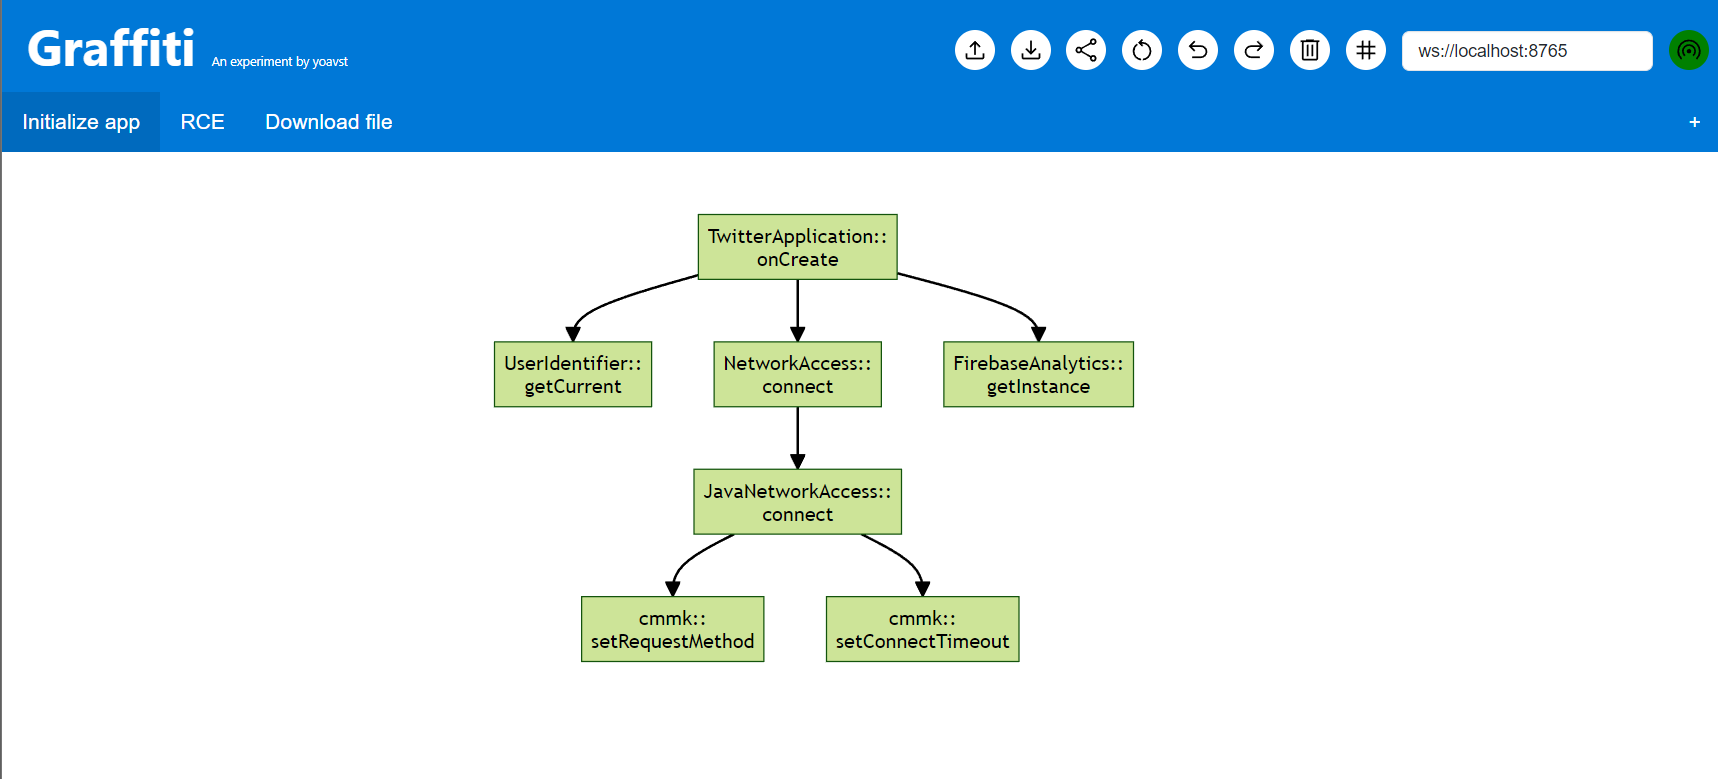 Graffiti
An experiment by yoavst
ws://localhost:8765
Initialize app
RCE
Download file
+
TwitterApplication::
onCreate
UserIdentifier::
getCurrent
NetworkAccess::
connect
FirebaseAnalytics::
getInstance
JavaNetworkAccess::
connect
cmmk::
setRequestMethod
cmmk::
setConnectTimeout